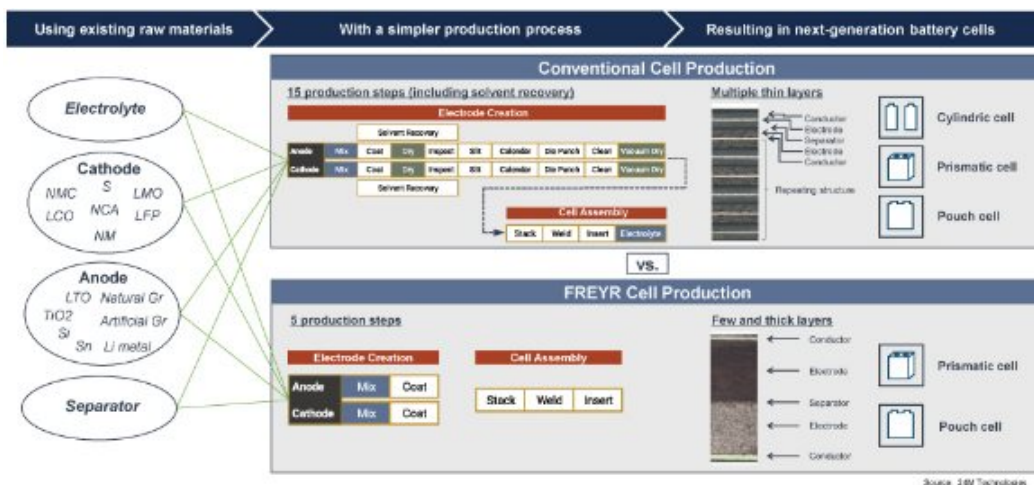 Using existing raw materials
With a simpler production process
Resulting in next-generation battery cells
Electrolyte
Cathode
NMC S LMO
LCO NCA LFP
NM
Anode
LTO Natural Gr
TiO2 Artificial Gr
Si
Sn Li metal
Separator
Conventional Cell Production
15 production steps (including solvent recovery)
Electrode Creation
Solvent Recovery
Anode Mix Coat Dry Inspect Slit Calendar Die Punch Clean Vacuum Dry
Cathode Mix Coat Dry Inspect Slit Calendar Die Punch Clean Vacuum Dry
Solvent Recovery
Cell Assembly
Stack Weld Insert Electrolyte
Multiple thin layers
Conductor
Electrode
Separator
Electrode
Conductor
Repeating structure
Cylindric cell
Prismatic cell
Pouch cell
vs.
FREYR Cell Production
5 production steps
Electrode Creation
Anode Mix Coat
Cathode Mix Coat
Cell Assembly
Stack Weld Insert
Few and thick layers
Conductor
Electrode
Separator
Electrode
Conductor
Prismatic cell
Pouch cell
Source: 24M Technologies